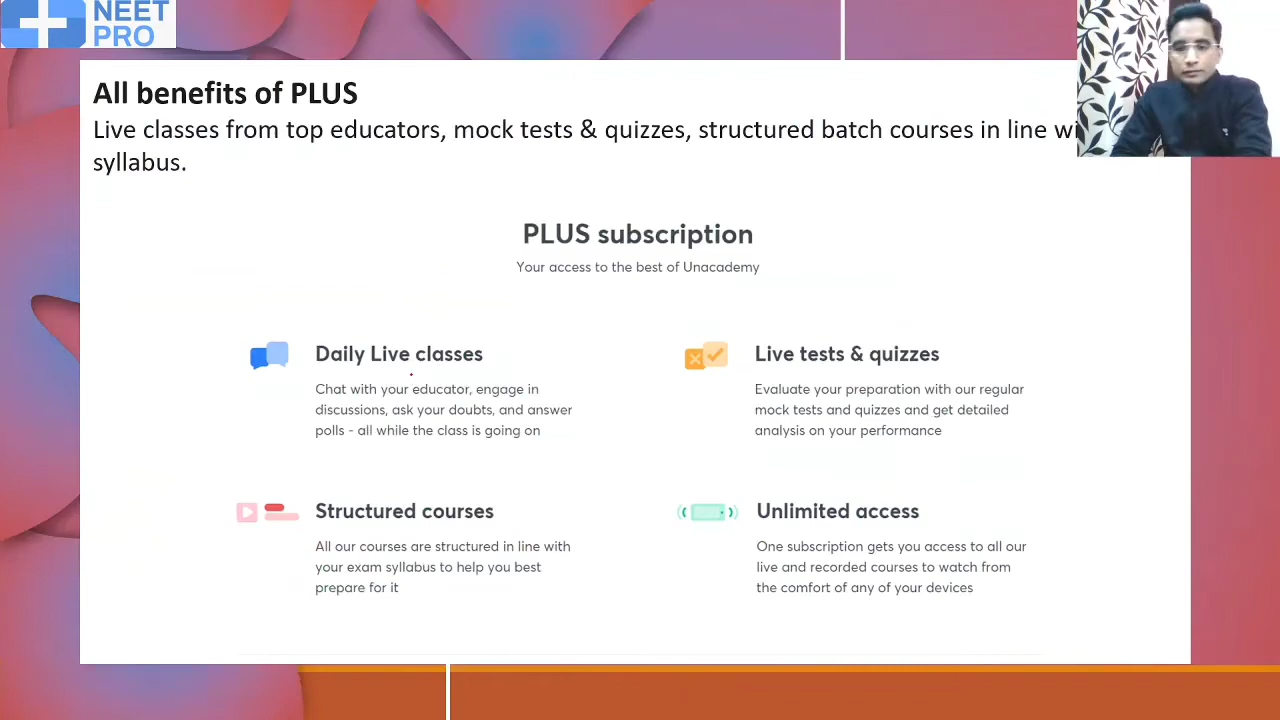 NEET
PRO
All benefits of PLUS
Live classes from top educators, mock tests & quizzes, structured batch courses in line
syllabus.
PLUS subscription
Your access to the best of Unacademy
Daily Live classes
Chat with your educator, engage in
discussions, ask your doubts, and answer
polls - all while the class is going on
Live tests & quizzes
Evaluate your preparation with our regular
mock tests and quizzes and get detailed
analysis on your performance
Structured courses
All our courses are structured in line with
your exam syllabus to help you best
prepare for it
Unlimited access
One subscription gets you access to all our
live and recorded courses to watch from
the comfort of any of your devices